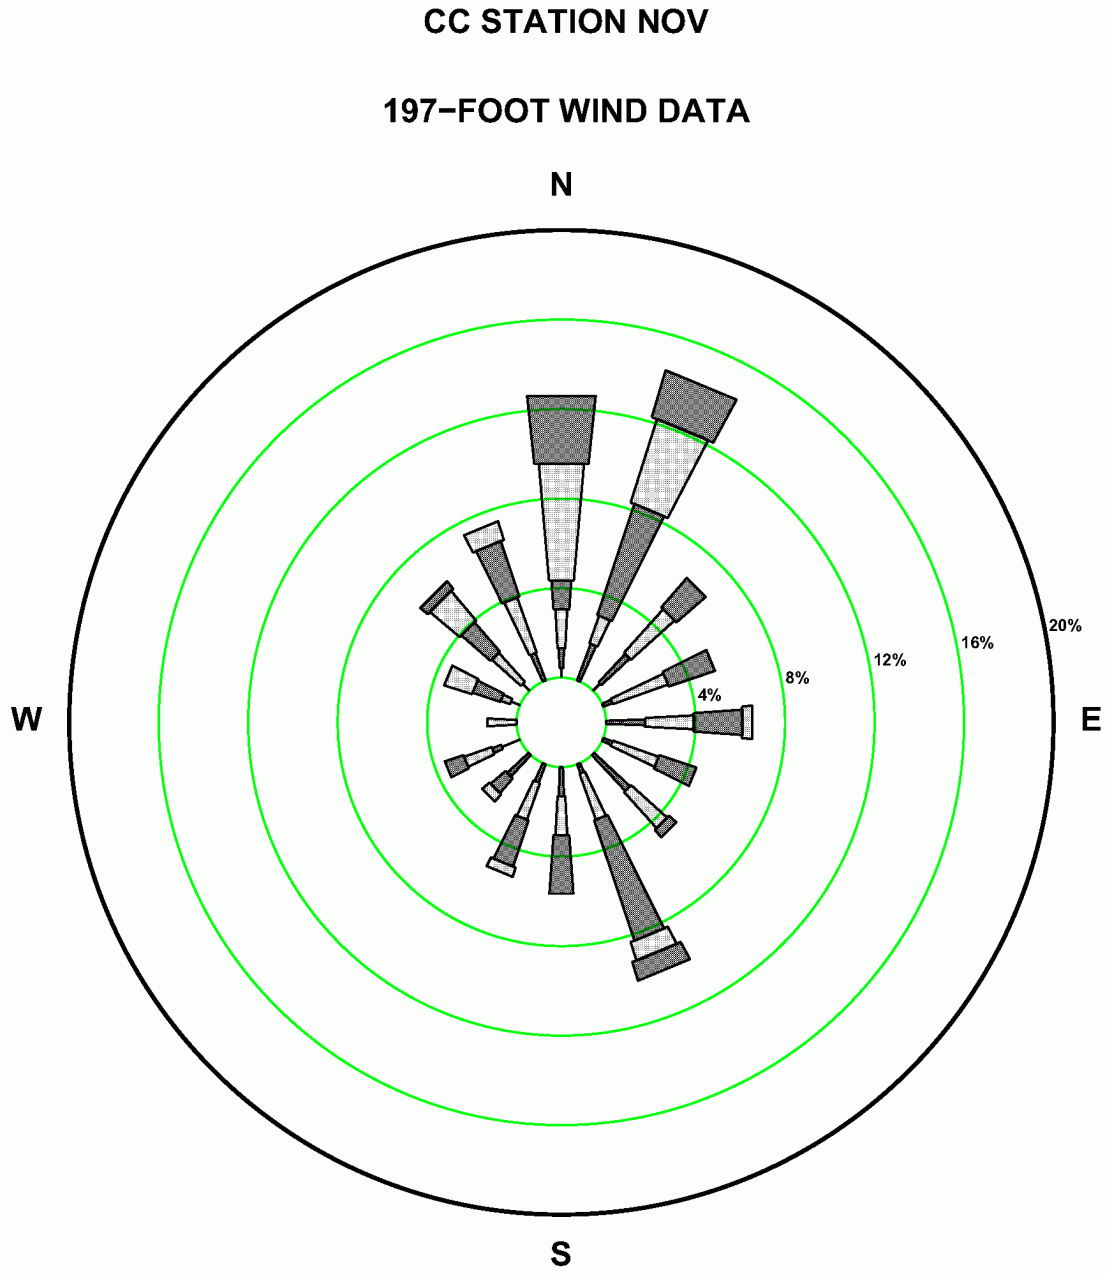 CC STATION NOV
197−FOOT WIND DATA
N
20%
16%
12%
8%
4%
W
E
S